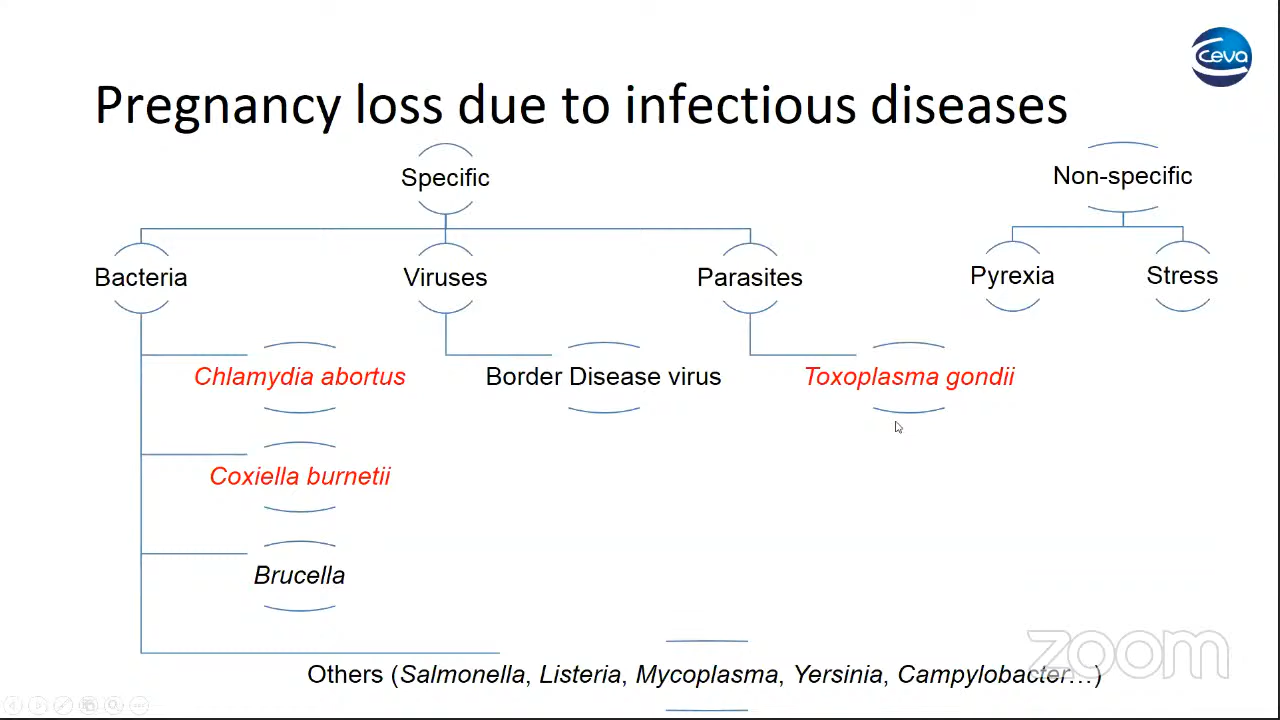 Ceva
Pregnancy loss due to infectious diseases
Specific
Non-specific
Bacteria
Viruses
Parasites
Pyrexia
Stress
Chlamydia abortus
Border Disease virus
Toxoplasma gondii
Coxiella burnetii
Brucella
Others (Salmonella, Listeria, Mycoplasma, Yersinia, Campylobacter…)
zoom